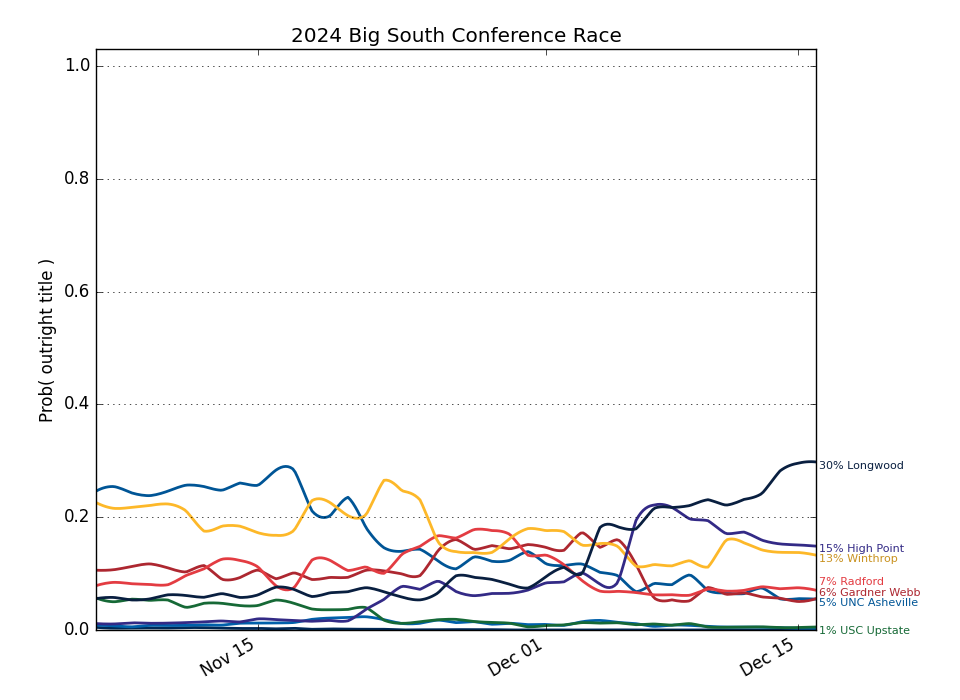 2024 Big South Conference Race
Prob( outright title )
1.0
0.8
0.6
0.4
0.2
0.0
Nov 15
Dec 01
Dec 15
30% Longwood
15% High Point
13% Winthrop
7% Radford
6% Gardner Webb
5% UNC Asheville
1% USC Upstate